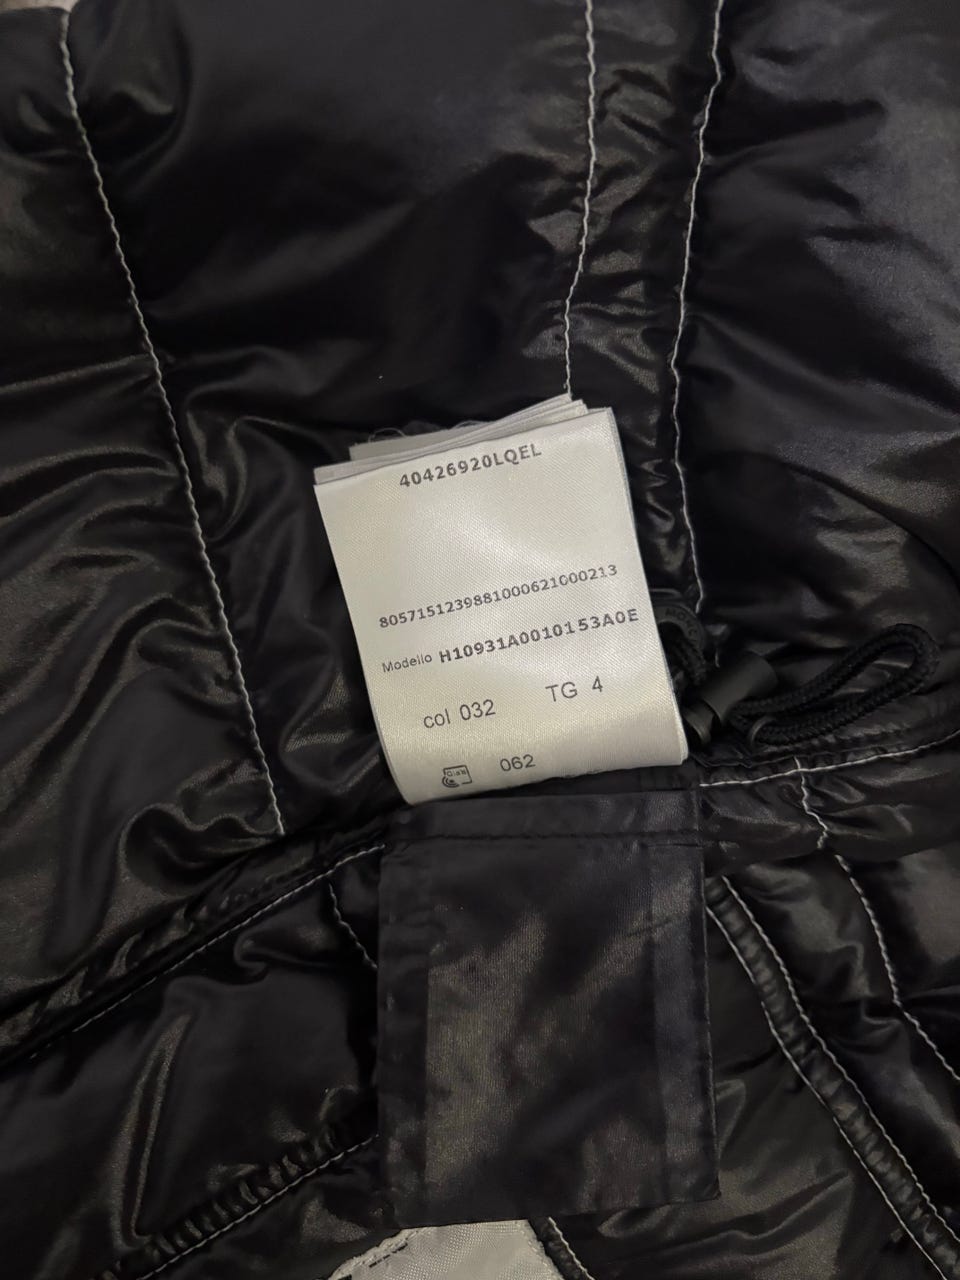 40426920LQEL
8057151239881000621000213
Modello H10931A0010153A0E
col 032 TG 4
062